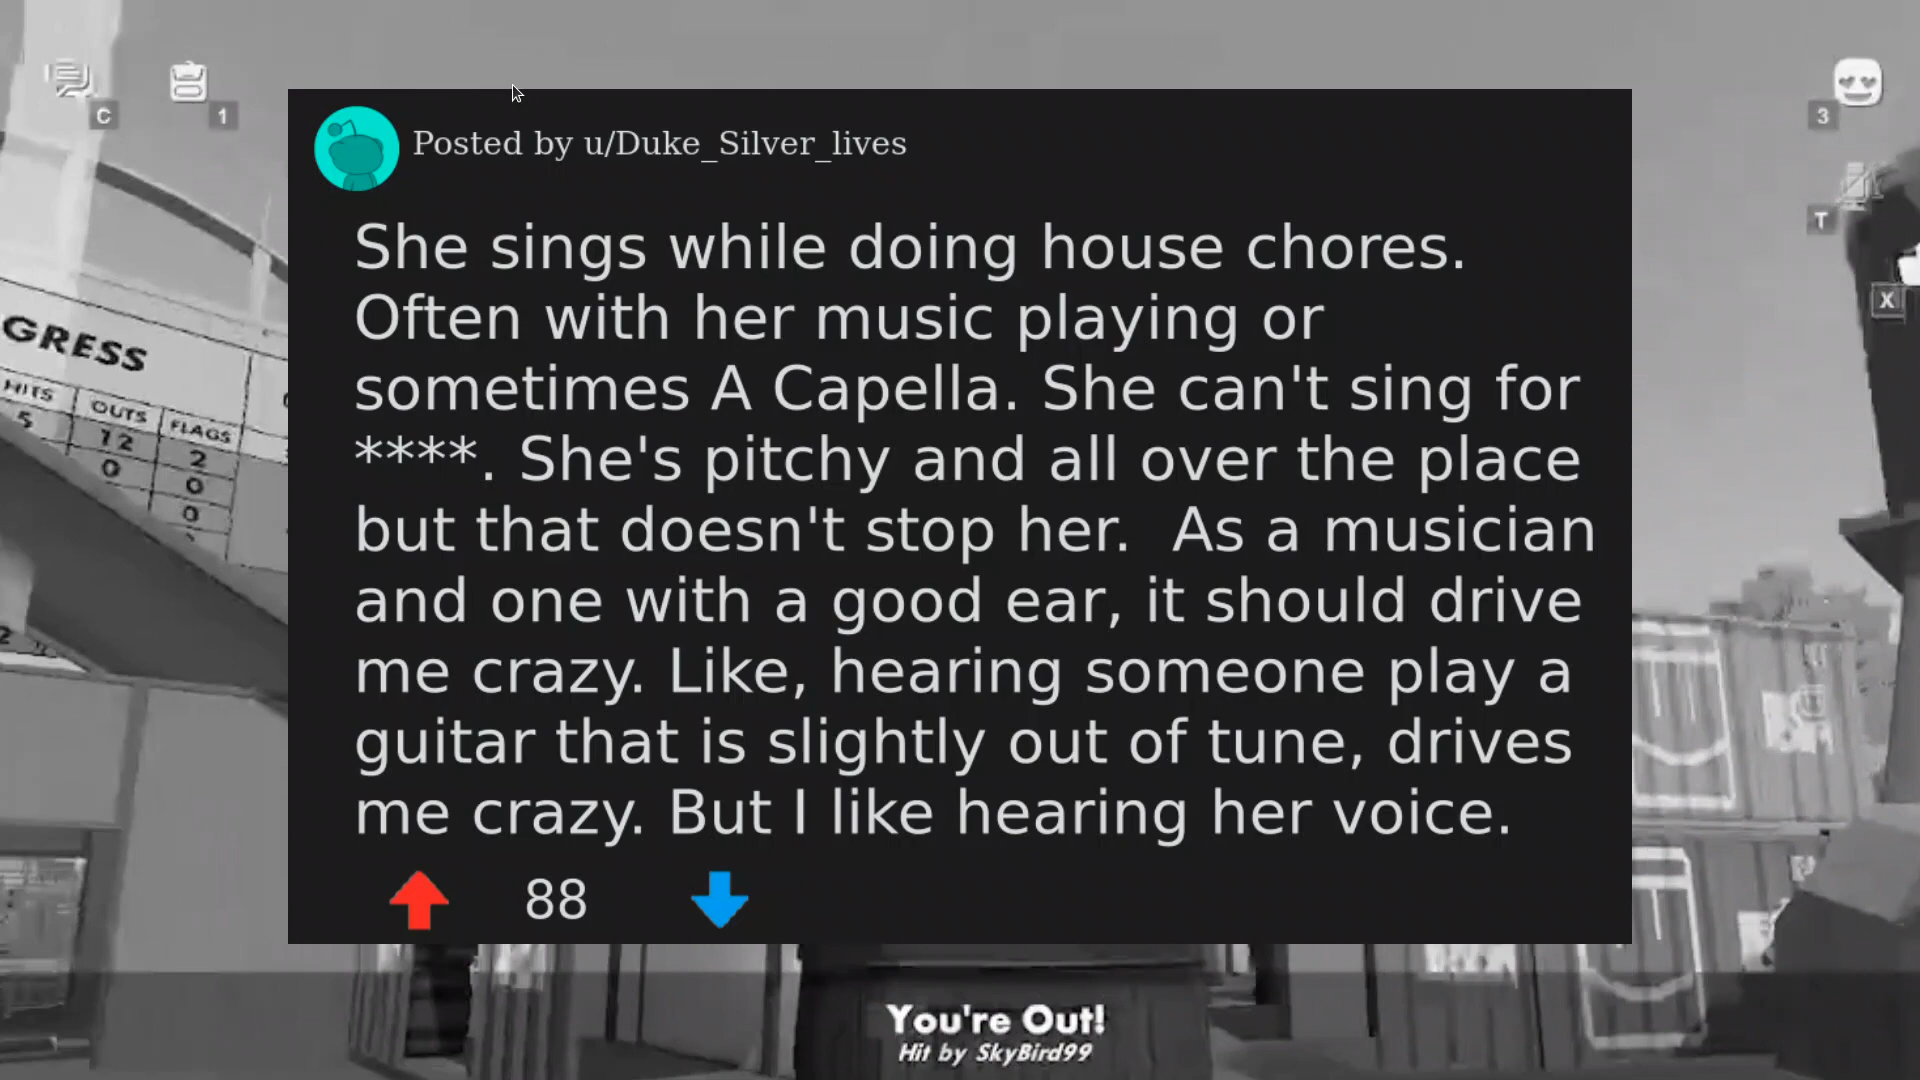 C
1
3
T
X
Posted by u/Duke_Silver_lives
She sings while doing house chores.
Often with her music playing or
sometimes A Capella. She can't sing for
****. She's pitchy and all over the place
but that doesn't stop her.  As a musician
and one with a good ear, it should drive
me crazy. Like, hearing someone play a
guitar that is slightly out of tune, drives
me crazy. But I like hearing her voice.
88
GRESS
HITS OUTS FLAGS
5 12 2
0 0
0
2
You're Out!
Hit by SkyBird99